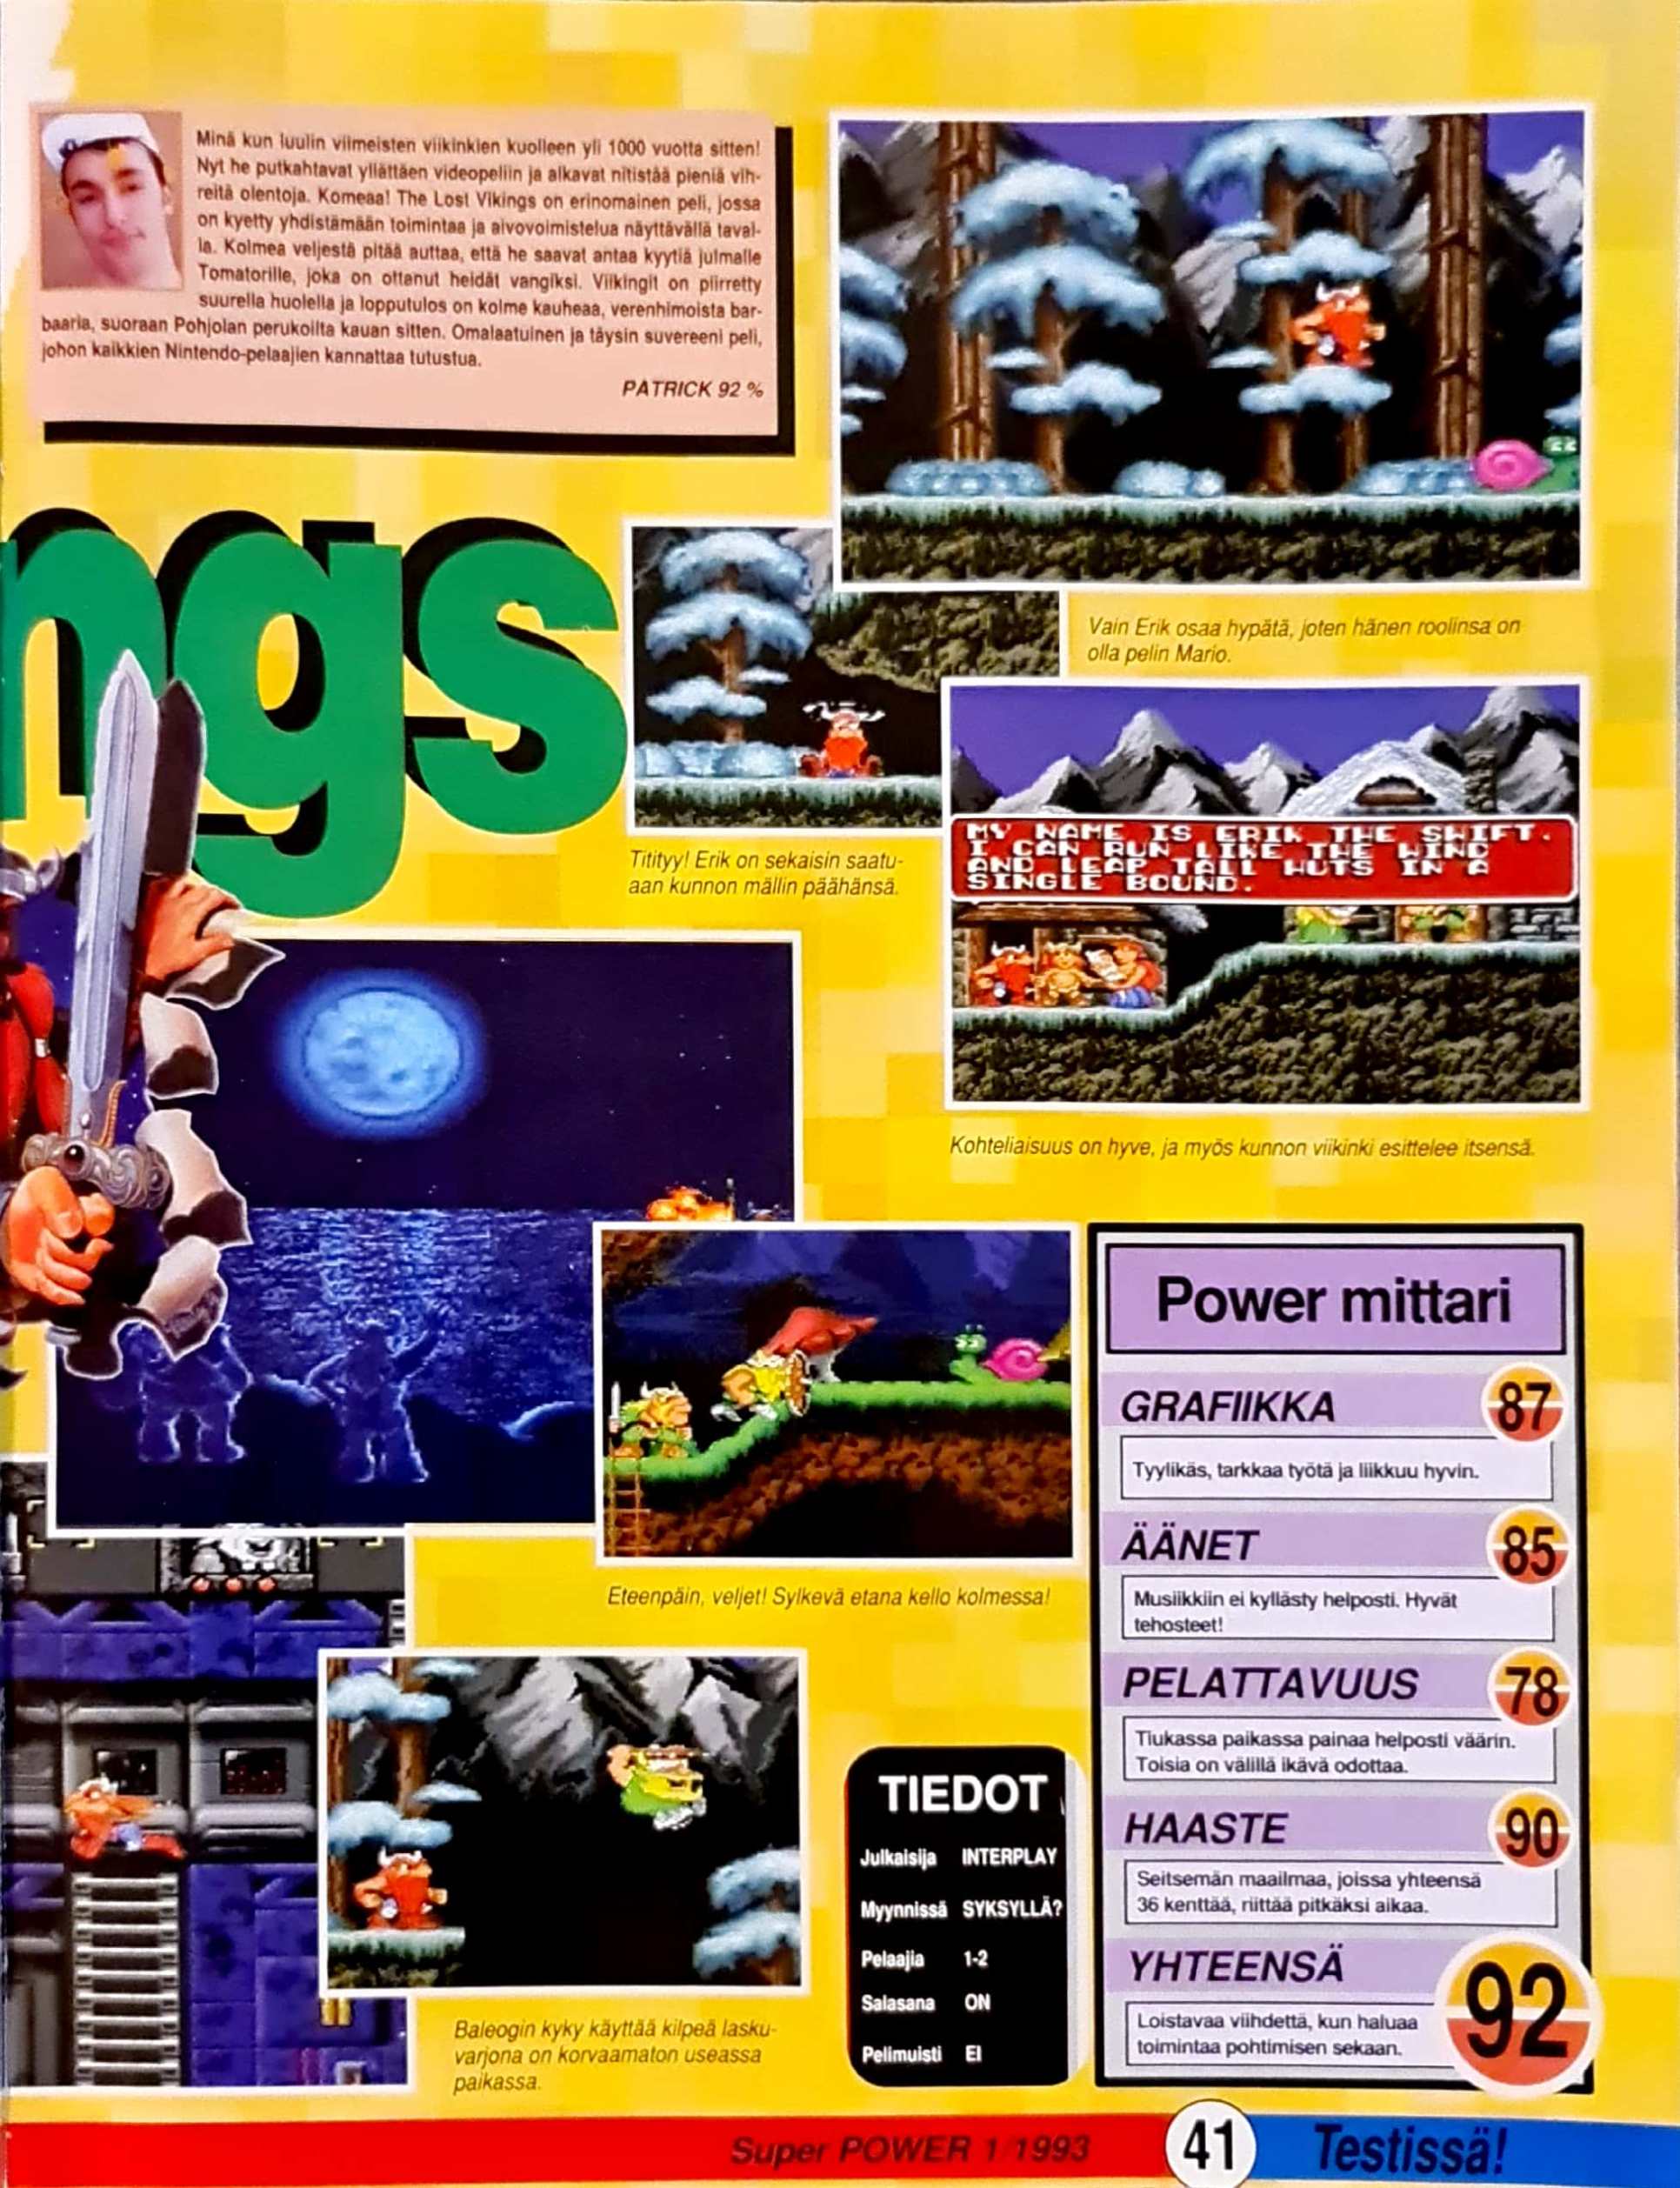 Minä kun luulin viimeisten viikinkien kuolleen yli 1000 vuotta sitten!
Nyt he putkahtavat yllättäen videopeliin ja alkavat nitistää pieniä vih-
reitä olentoja. Komeaa! The Lost Vikings on erinomainen peli, jossa
on kyetty yhdistämään toimintaa ja aivovoimistelua näyttävällä taval-
la. Kolmea veljestä pitää auttaa, että he saavat antaa kyytiä julmalle
Tomatorille, joka on ottanut heidät vangiksi. Viikingit on piirretty
suurella huolella ja lopputulos on kolme kauheaa, verenhimoista bar-
baaria, suoraan Pohjolan perukoilta kauan sitten. Omalaatuinen ja täysin suvereeni peli,
johon kaikkien Nintendo-pelaajien kannattaa tutustua.
PATRICK 92 %
ngs
Vain Erik osaa hypätä, joten hänen roolinsa on
olla pelin Mario.
Titityy! Erik on sekaisin saatu-
aan kunnon mällin päähänsä.
MY NAME IS ERIK THE SWIFT.
I CAN RUN LIKE THE WIND
AND LEAP TALL HUTS IN A
SINGLE BOUND.
Kohteliaisuus on hyve, ja myös kunnon viikinki esittelee itsensä.
Eteenpäin, veljet! Sylkevä etana kello kolmessa!
Baleogin kyky käyttää kilpeä lasku-
varjona on korvaamaton useassa
paikassa.
TIEDOT
Julkaisija INTERPLAY
Myynnissä SYKSYLLÄ?
Pelaajia 1-2
Salasana ON
Pelimuisti EI
Power mittari
GRAFIIKKA 87
Tyylikäs, tarkkaa työtä ja liikkuu hyvin.
ÄÄNET 85
Musiikkiin ei kyllästy helposti. Hyvät
tehosteet!
PELATTAVUUS 78
Tiukassa paikassa painaa helposti väärin.
Toisia on välillä ikävä odottaa.
HAASTE 90
Seitsemän maailmaa, joissa yhteensä
36 kenttää, riittää pitkäksi aikaa.
YHTEENSÄ 92
Loistavaa viihdettä, kun haluaa
toimintaa pohtimisen sekaan.
Super POWER 1/1993
41
Testissä!